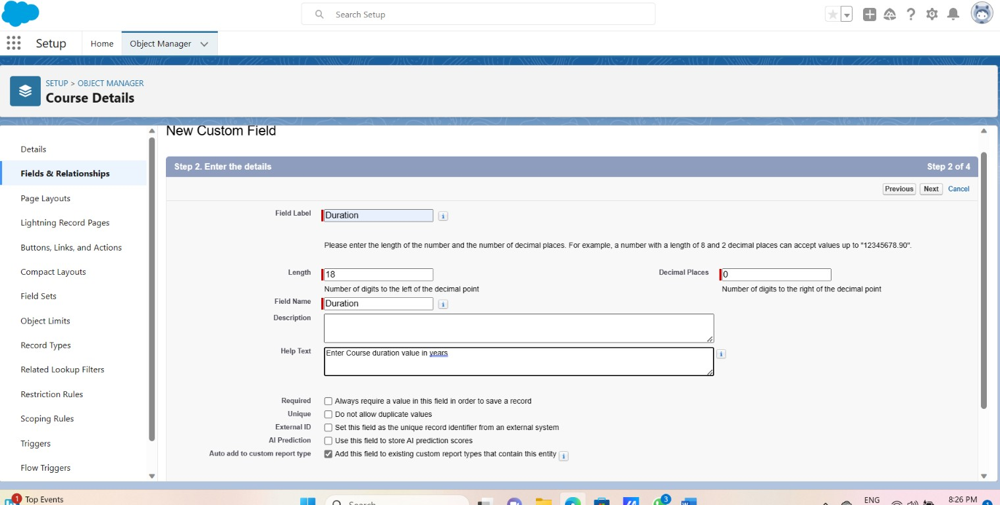 Search Setup
Setup
Home
Object Manager
SETUP > OBJECT MANAGER
Course Details
Details
Fields & Relationships
Page Layouts
Lightning Record Pages
Buttons, Links, and Actions
Compact Layouts
Field Sets
Object Limits
Record Types
Related Lookup Filters
Restriction Rules
Scoping Rules
Triggers
Flow Triggers
New Custom Field
Step 2. Enter the details
Step 2 of 4
Previous
Next
Cancel
Field Label
Duration
i
Please enter the length of the number and the number of decimal places. For example, a number with a length of 8 and 2 decimal places can accept values up to "12345678.90".
Length
18
Decimal Places
0
Number of digits to the left of the decimal point
Number of digits to the right of the decimal point
Field Name
Duration
i
Description
Help Text
Enter Course duration value in years
i
Required
Always require a value in this field in order to save a record
Unique
Do not allow duplicate values
External ID
Set this field as the unique record identifier from an external system
AI Prediction
Use this field to store AI prediction scores
Auto add to custom report type
Add this field to existing custom report types that contain this entity
i
1
Top Events
Search
3
W
ENG
8:26 PM
1